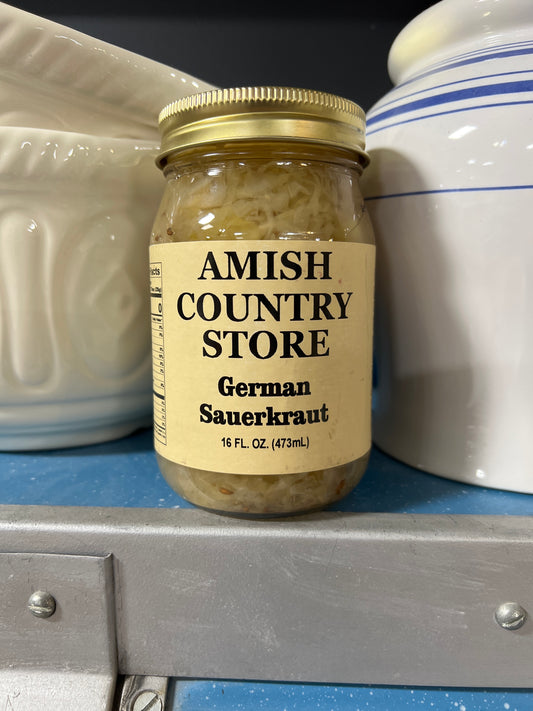 AMISH
COUNTRY
STORE
German
Sauerkraut
16 FL. OZ. (473mL)